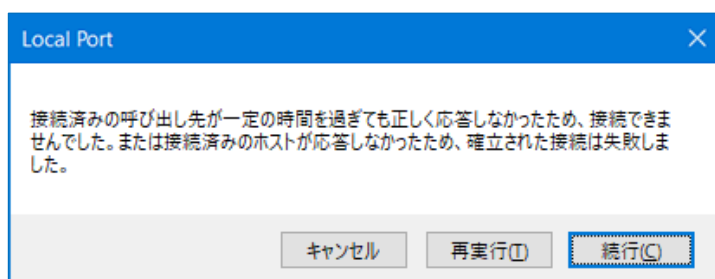 Local Port
接続済みの呼び出し先が一定の時間を過ぎても正しく応答しなかったため、接続できま
せんでした。または接続済みのホストが応答しなかったため、確立された接続は失敗しま
した。
キャンセル 再実行(T) 続行(C)